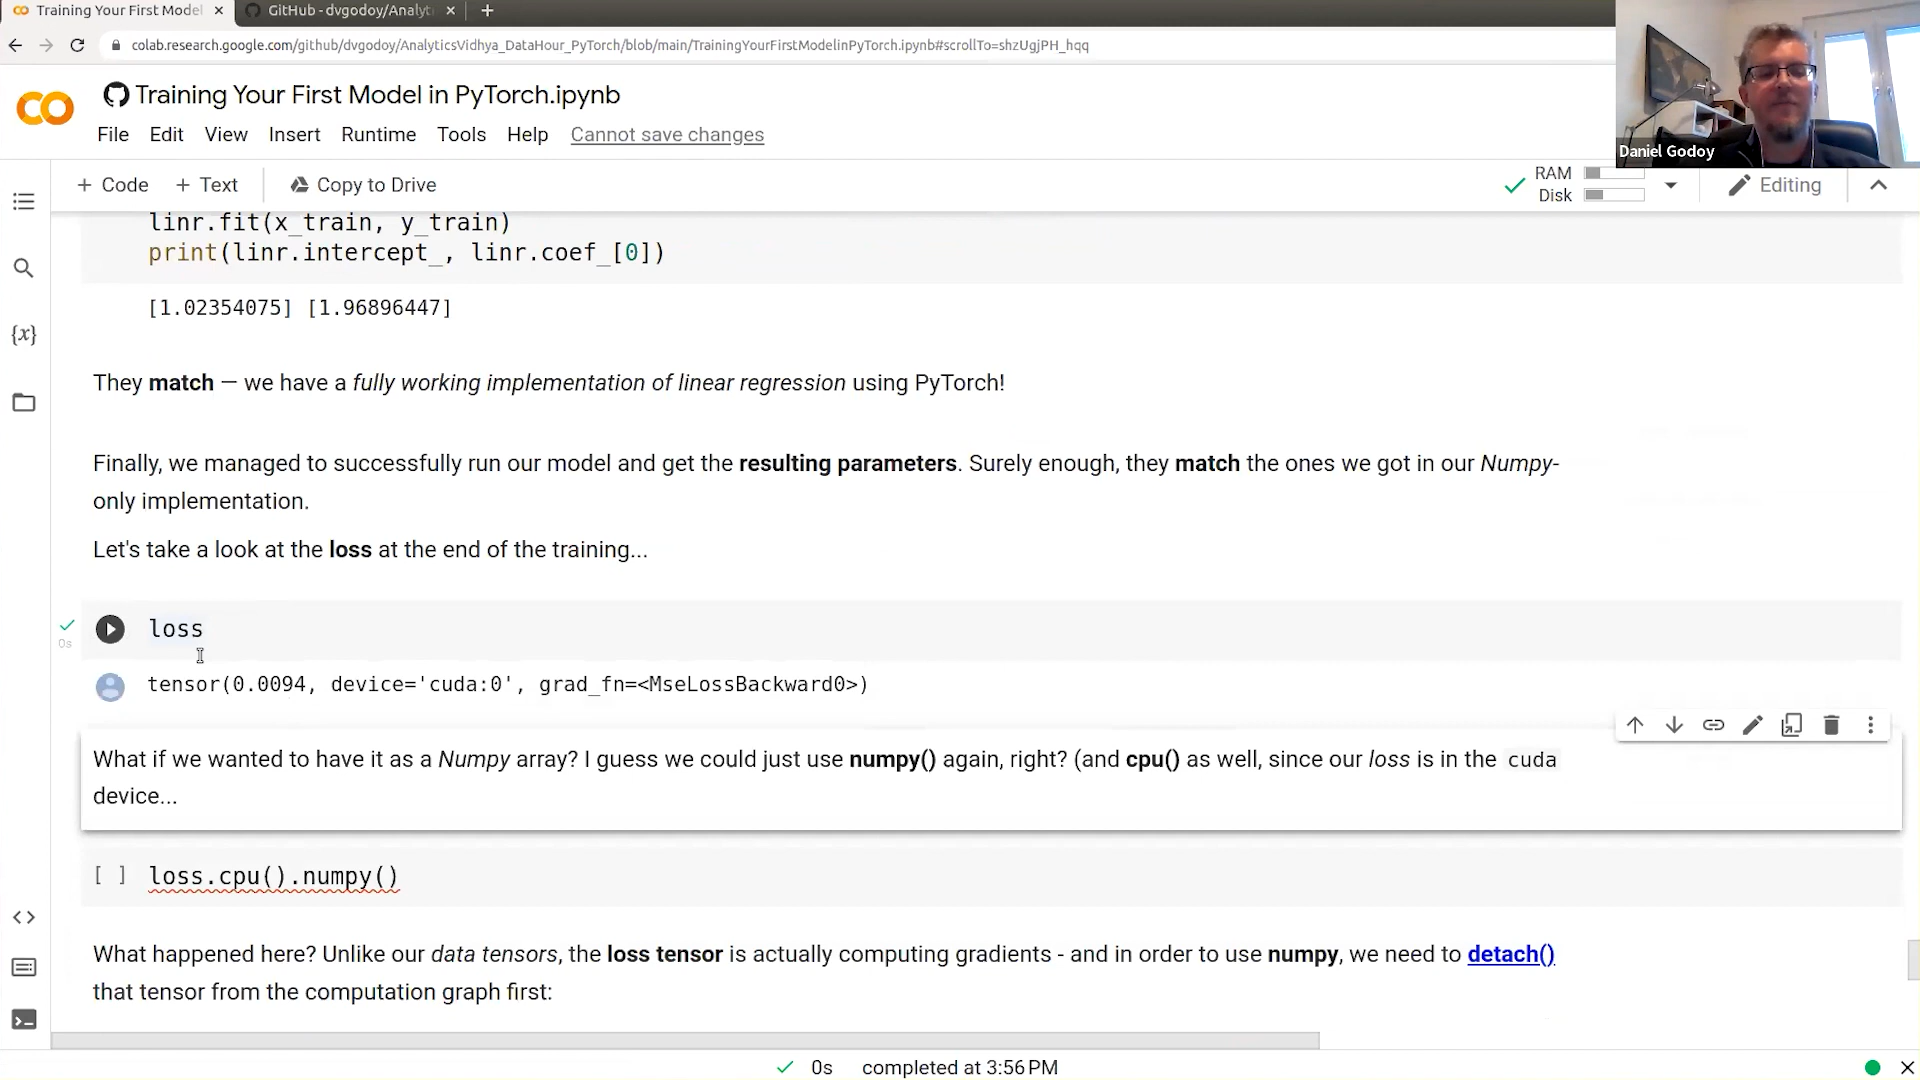 Training Your First Model
GitHub - dvgodoy/Analyti
colab.research.google.com/github/dvgodoy/AnalyticsVidhya_DataHour_PyTorch/blob/main/TrainingYourFirstModelinPyTorch.ipynb#scrollTo=shzUgjPH_hqq
Training Your First Model in PyTorch.ipynb
File Edit View Insert Runtime Tools Help Cannot save changes
Daniel Godoy
+ Code + Text Copy to Drive
RAM
Disk
Editing
linr.fit(x_train, y_train)
print(linr.intercept_, linr.coef_[0])
[1.02354075] [1.96896447]
They match — we have a fully working implementation of linear regression using PyTorch!
Finally, we managed to successfully run our model and get the resulting parameters. Surely enough, they match the ones we got in our Numpy-
only implementation.
Let's take a look at the loss at the end of the training...
loss
0s
tensor(0.0094, device='cuda:0', grad_fn=<MseLossBackward0>)
What if we wanted to have it as a Numpy array? I guess we could just use numpy() again, right? (and cpu() as well, since our loss is in the cuda
device...
[ ] loss.cpu().numpy()
What happened here? Unlike our data tensors, the loss tensor is actually computing gradients - and in order to use numpy, we need to detach()
that tensor from the computation graph first:
0s completed at 3:56 PM